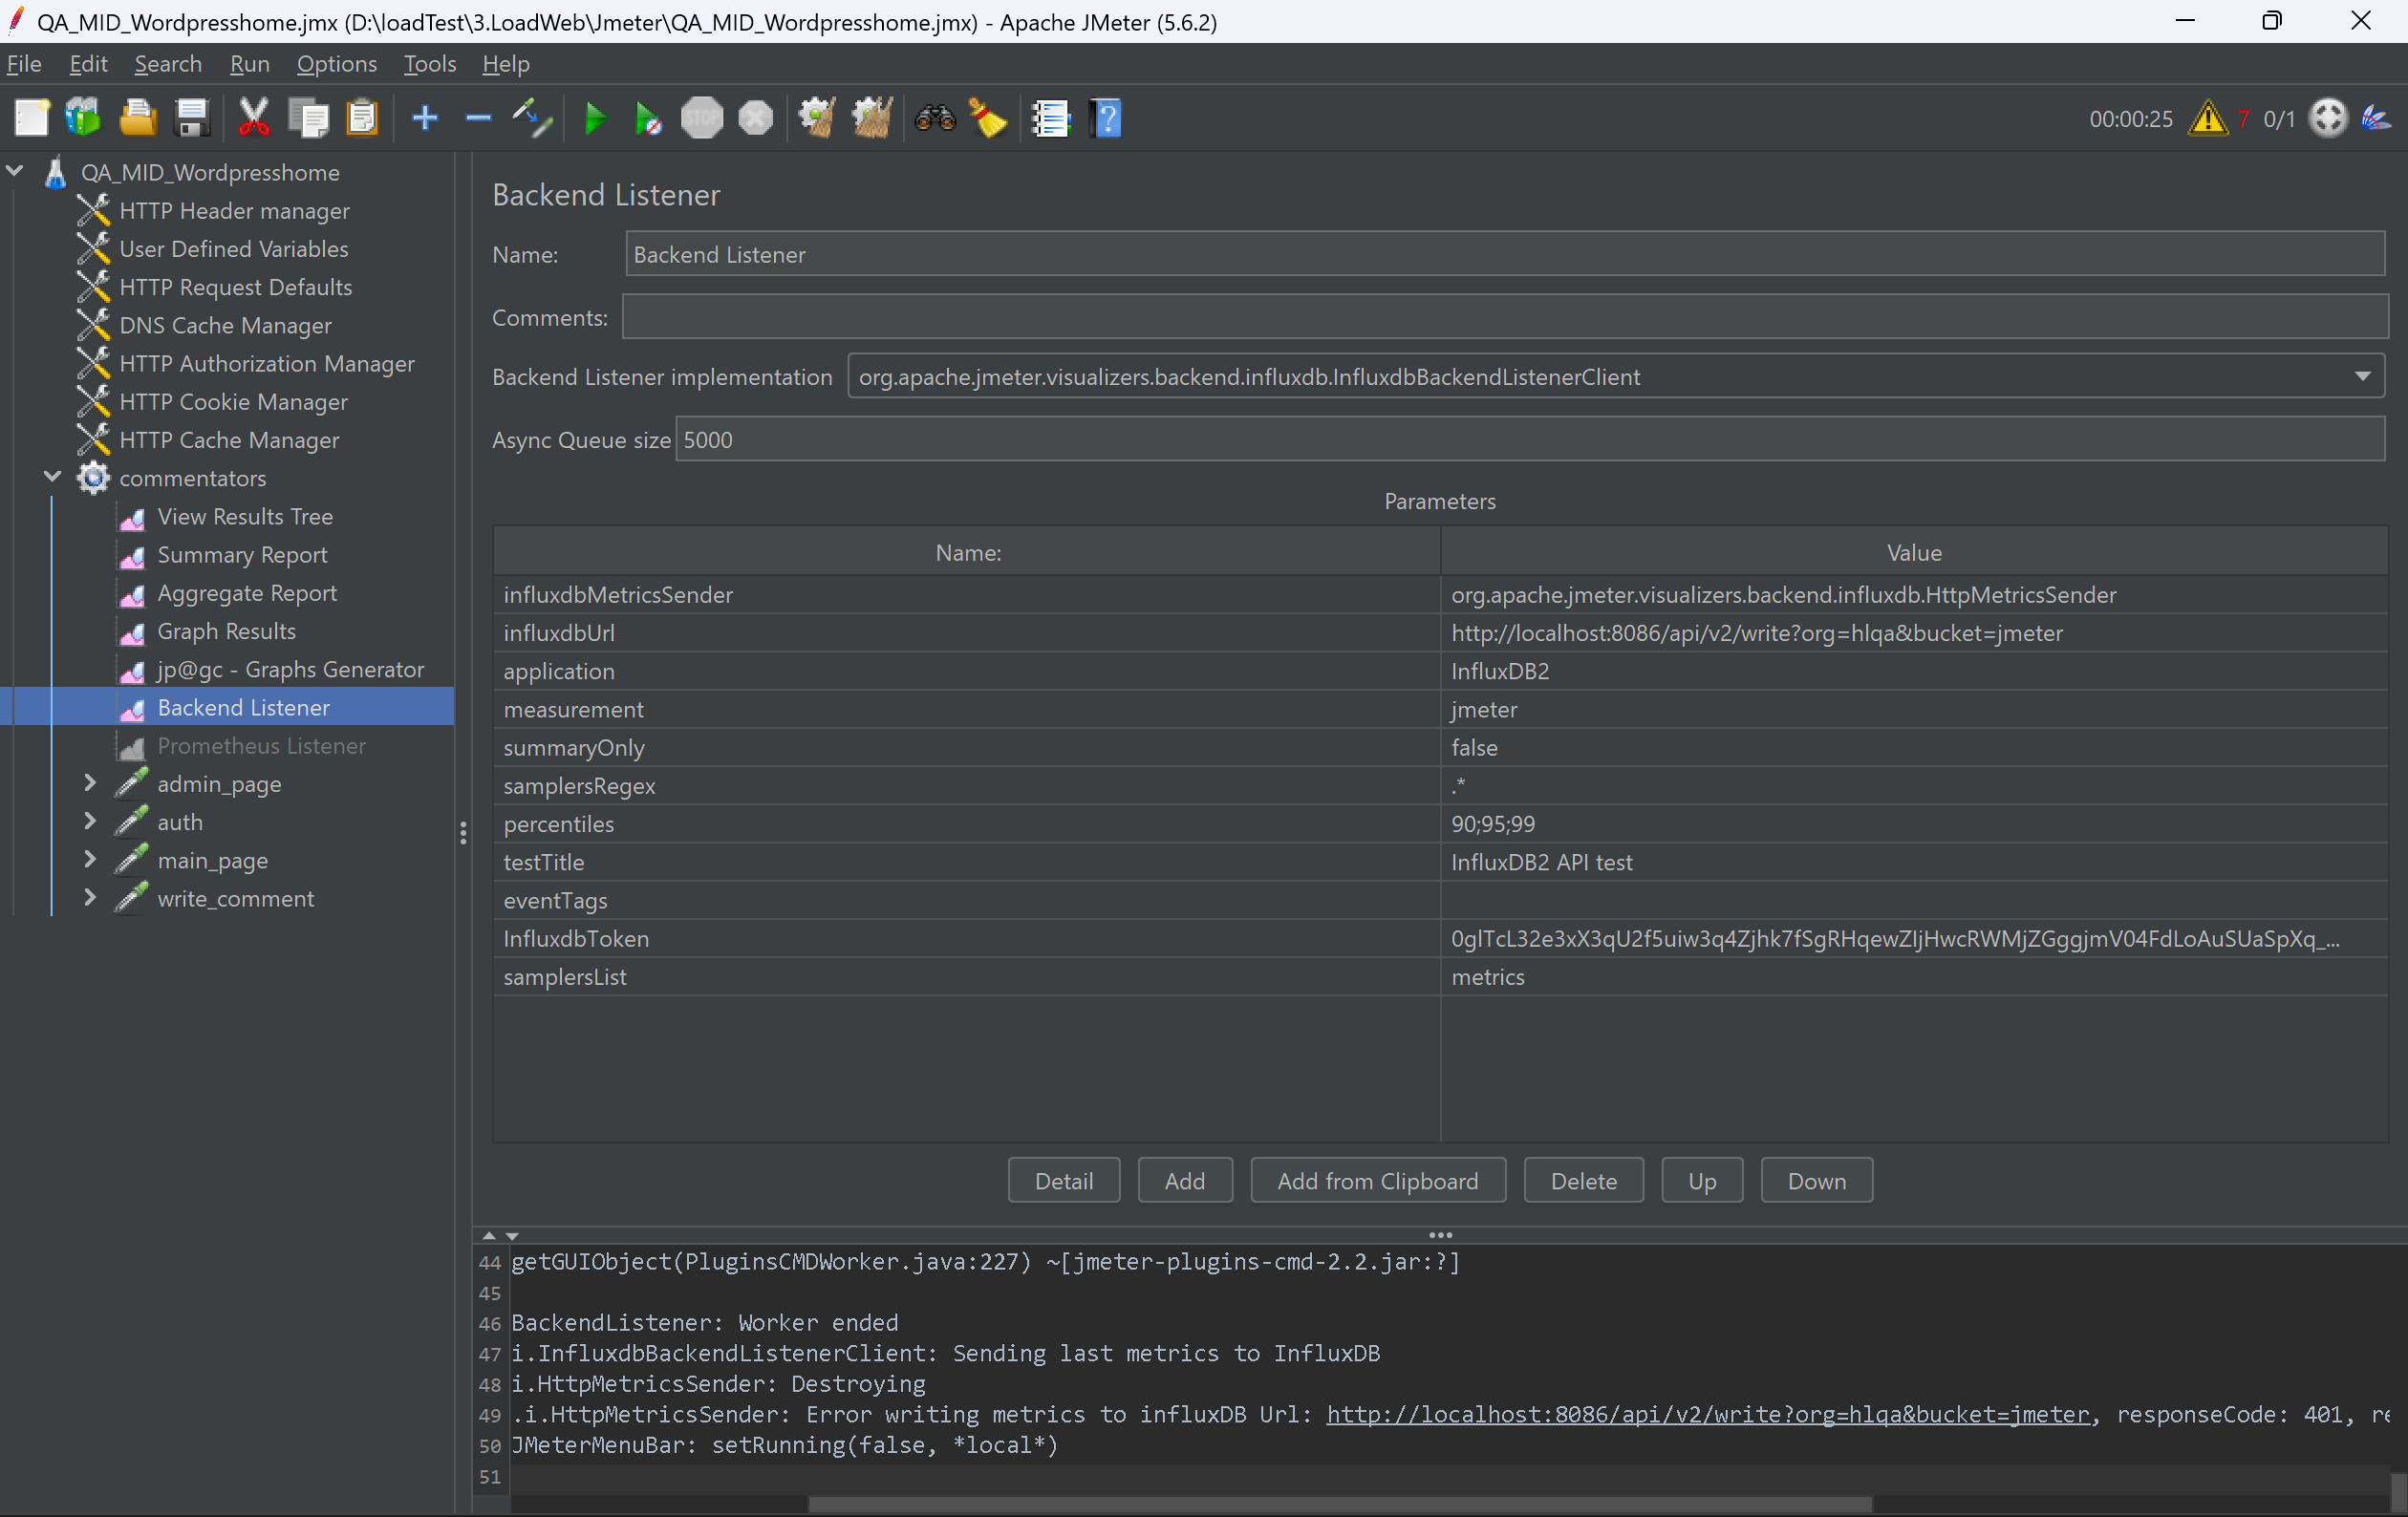 QA_MID_Wordpresshome.jmx (D:\loadTest\3.LoadWeb\Jmeter\QA_MID_Wordpresshome.jmx) - Apache JMeter (5.6.2)
File Edit Search Run Options Tools Help
STOP 00:00:25 7 0/1
QA_MID_Wordpresshome
HTTP Header manager
User Defined Variables
HTTP Request Defaults
DNS Cache Manager
HTTP Authorization Manager
HTTP Cookie Manager
HTTP Cache Manager
commentators
View Results Tree
Summary Report
Aggregate Report
Graph Results
jp@gc - Graphs Generator
Backend Listener
Prometheus Listener
admin_page
auth
main_page
write_comment
Backend Listener
Name: Backend Listener
Comments:
Backend Listener implementation org.apache.jmeter.visualizers.backend.influxdb.InfluxdbBackendListenerClient
Async Queue size 5000
Parameters
Name: Value
influxdbMetricsSender org.apache.jmeter.visualizers.backend.influxdb.HttpMetricsSender
influxdbUrl http://localhost:8086/api/v2/write?org=hlqa&bucket=jmeter
application InfluxDB2
measurement jmeter
summaryOnly false
samplersRegex .*
percentiles 90;95;99
testTitle InfluxDB2 API test
eventTags
InfluxdbToken
samplersList metrics
Detail Add Add from Clipboard Delete Up Down
44 getGUIObject(PluginsCMDWorker.java:227) ~[jmeter-plugins-cmd-2.2.jar:?]
45
46 BackendListener: Worker ended
47 i.InfluxdbBackendListenerClient: Sending last metrics to InfluxDB
48 i.HttpMetricsSender: Destroying
49 .i.HttpMetricsSender: Error writing metrics to influxDB Url: http://localhost:8086/api/v2/write?org=hlqa&bucket=jmeter, responseCode: 401, re
50 JMeterMenuBar: setRunning(false, *local*)
51